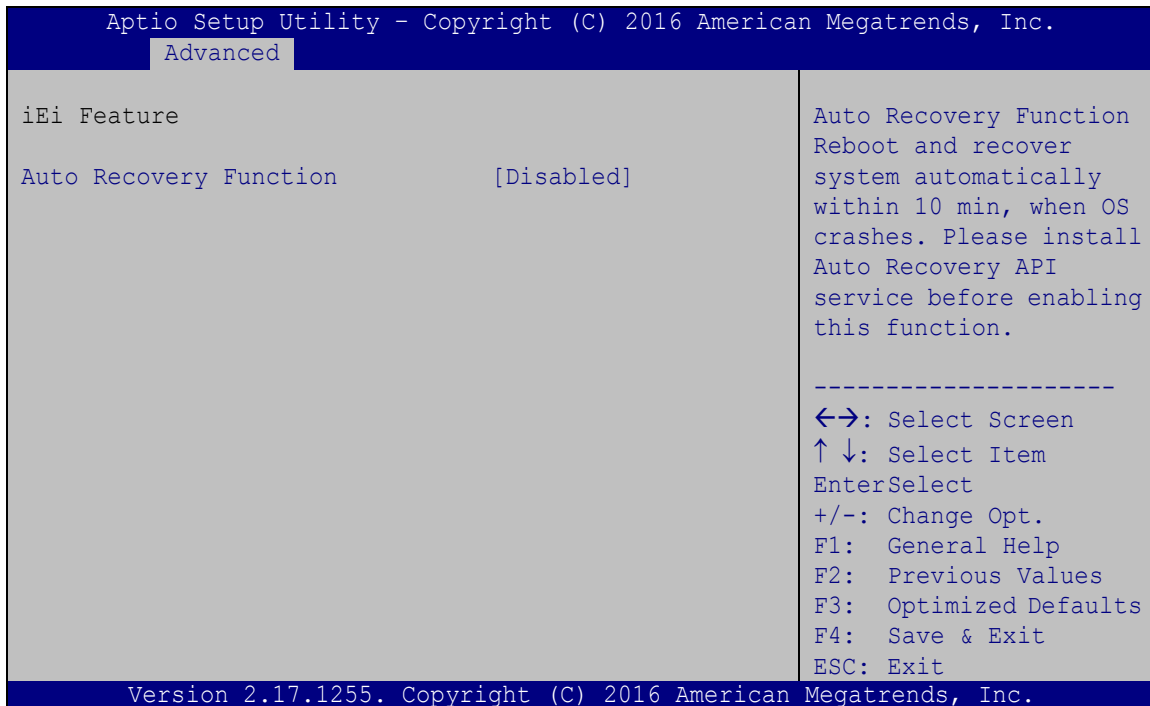 Aptio Setup Utility – Copyright (C) 2016 American Megatrends, Inc.
Advanced
iEi Feature
Auto Recovery Function [Disabled]
Auto Recovery Function
Reboot and recover
system automatically
within 10 min, when OS
crashes. Please install
Auto Recovery API
service before enabling
this function.
---------------------
←→: Select Screen
↑ ↓: Select Item
EnterSelect
+/-: Change Opt.
F1: General Help
F2: Previous Values
F3: Optimized Defaults
F4: Save & Exit
ESC: Exit
Version 2.17.1255. Copyright (C) 2016 American Megatrends, Inc.